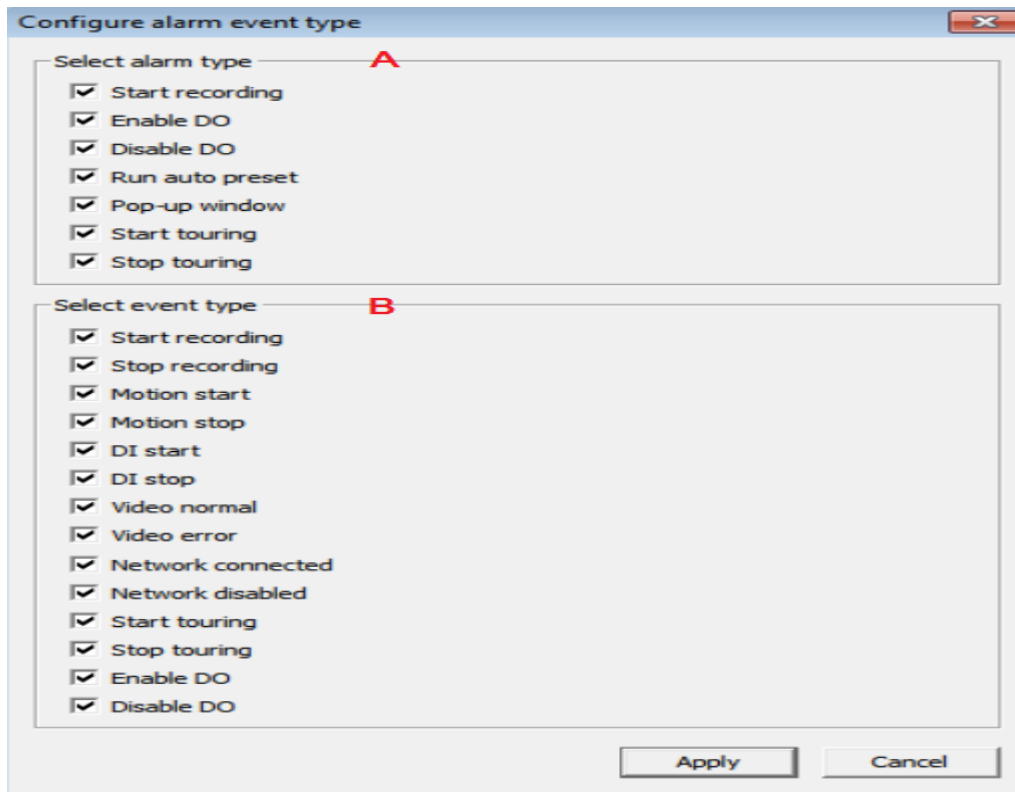 Configure alarm event type
Select alarm type A
Start recording
Enable DO
Disable DO
Run auto preset
Pop-up window
Start touring
Stop touring
Select event type B
Start recording
Stop recording
Motion start
Motion stop
DI start
DI stop
Video normal
Video error
Network connected
Network disabled
Start touring
Stop touring
Enable DO
Disable DO
Apply Cancel